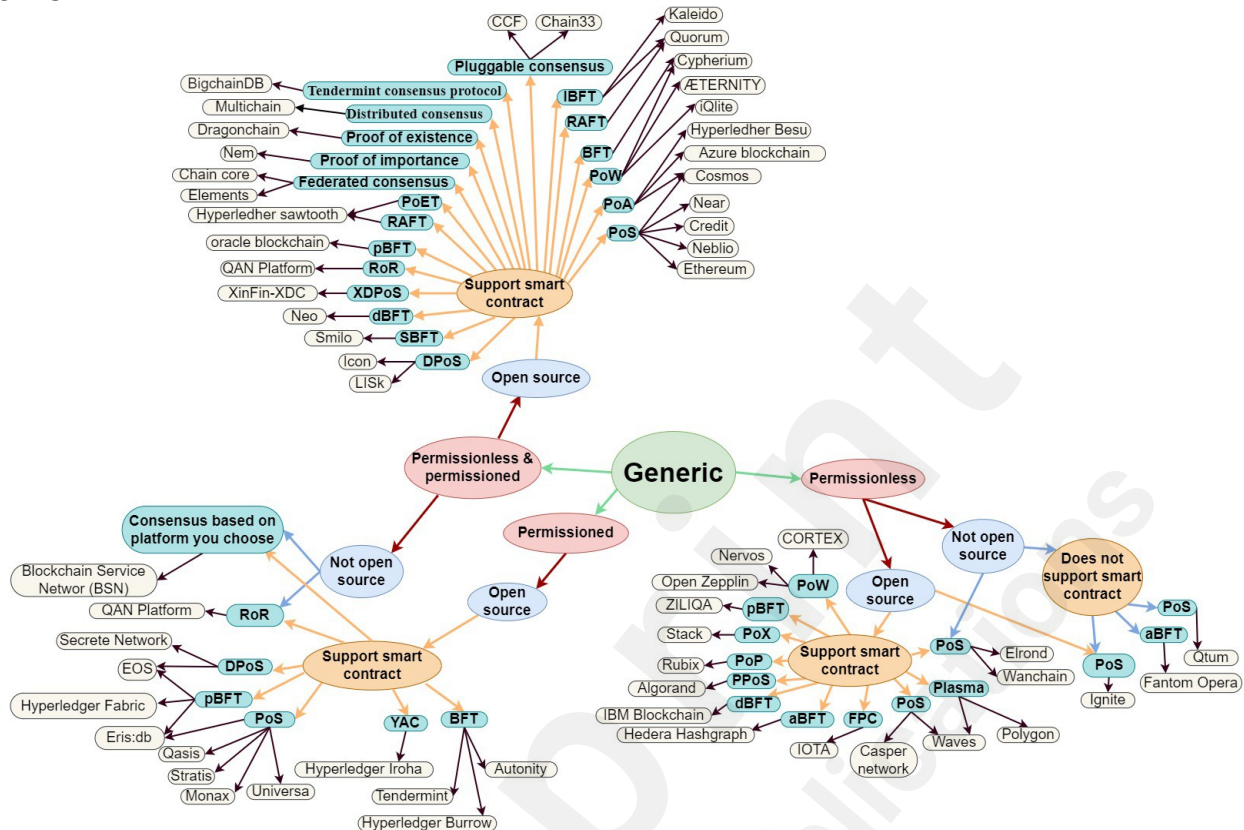 CCF
Chain33
Kaleido
Quorum
Pluggable consensus
Cypherium
BigchainDB
Tendermint consensus protocol
IBFT
ÆTERNITY
Multichain
Distributed consensus
RAFT
iQlite
Dragonchain
Proof of existence
Hyperledher Besu
Nem
Proof of importance
BFT
Azure blockchain
Chain core
Federated consensus
PoW
Cosmos
Elements
PoET
PoA
Near
Hyperledher sawtooth
RAFT
Credit
oracle blockchain
pBFT
PoS
Neblio
QAN Platform
RoR
Ethereum
Support smart
contract
XinFin-XDC
XDPoS
Neo
dBFT
Smilo
SBFT
Icon
DPoS
LISk
Open source
Permissionless &
permissioned
Generic
Permissionless
Permissioned
Consensus based on
platform you choose
Not open
source
Blockchain Service
Networ (BSN)
QAN Platform
RoR
Open
source
Secrete Network
DPoS
EOS
Support smart
contract
Hyperledger Fabric
pBFT
Eris:db
PoS
YAC
BFT
Qasis
Stratis
Monax
Universa
Hyperledger Iroha
Autonity
Tendermint
Hyperledger Burrow
CORTEX
Nervos
Open Zepplin
PoW
Open
source
Not open
source
Does not
support smart
contract
ZILIQA
pBFT
Stack
PoX
Rubix
PoP
Support smart
contract
PoS
Elrond
Wanchain
PoS
aBFT
PoS
Qtum
Algorand
PPoS
Plasma
Ignite
Fantom Opera
IBM Blockchain
dBFT
Hedera Hashgraph
aBFT
FPC
PoS
IOTA
Casper
network
Waves
Polygon